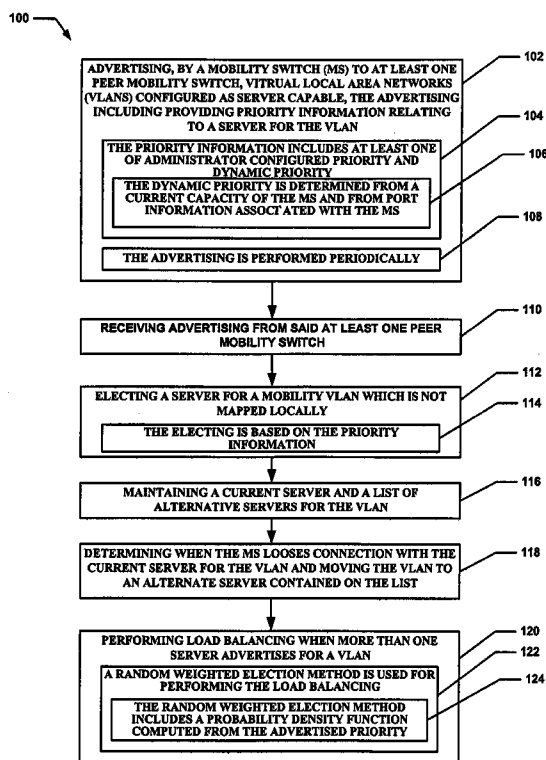 100
102
ADVERTISING, BY A MOBILITY SWITCH (MS) TO AT LEAST ONE
PEER MOBILITY SWITCH, VITRUAL LOCAL AREA NETWORKS
(VLANS) CONFIGURED AS SERVER CAPABLE, THE ADVERTISING
INCLUDING PROVIDING PRIORITY INFORMATION RELATING
TO A SERVER FOR THE VLAN
104
THE PRIORITY INFORMATION INCLUDES AT LEAST ONE
OF ADMINISTRATOR CONFIGURED PRIORITY AND
DYNAMIC PRIORITY
106
THE DYNAMIC PRIORITY IS DETERMINED FROM A
CURRENT CAPACITY OF THE MS AND FROM PORT
INFORMATION ASSOCTATED WITH THE MS
108
THE ADVERTISING IS PERFORMED PERIODICALLY
110
RECEIVING ADVERTISING FROM SAID AT LEAST ONE PEER
MOBILITY SWITCH
112
ELECTING A SERVER FOR A MOBILITY VLAN WHICH IS NOT
MAPPED LOCALLY
114
THE ELECTING IS BASED ON THE PRIORITY
INFORMATION
116
MAINTAINING A CURRENT SERVER AND A LIST OF
ALTERNATIVE SERVERS FOR THE VLAN
118
DETERMINING WHEN THE MS LOOSES CONNECTION WITH THE
CURRENT SERVER FOR THE VLAN AND MOVING THE VLAN TO
AN ALTERNATE SERVER CONTAINED ON THE LIST
120
PERFORMING LOAD BALANCING WHEN MORE THAN ONE
SERVER ADVERTISES FOR A VLAN
122
A RANDOM WEIGHTED ELECTION METHOD IS USED FOR
PERFORMING THE LOAD BALANCING
124
THE RANDOM WEIGHTED ELECTION METHOD
INCLUDES A PROBABILITY DENSITY FUNCTION
COMPUTED FROM THE ADVERTISED PRIORITY